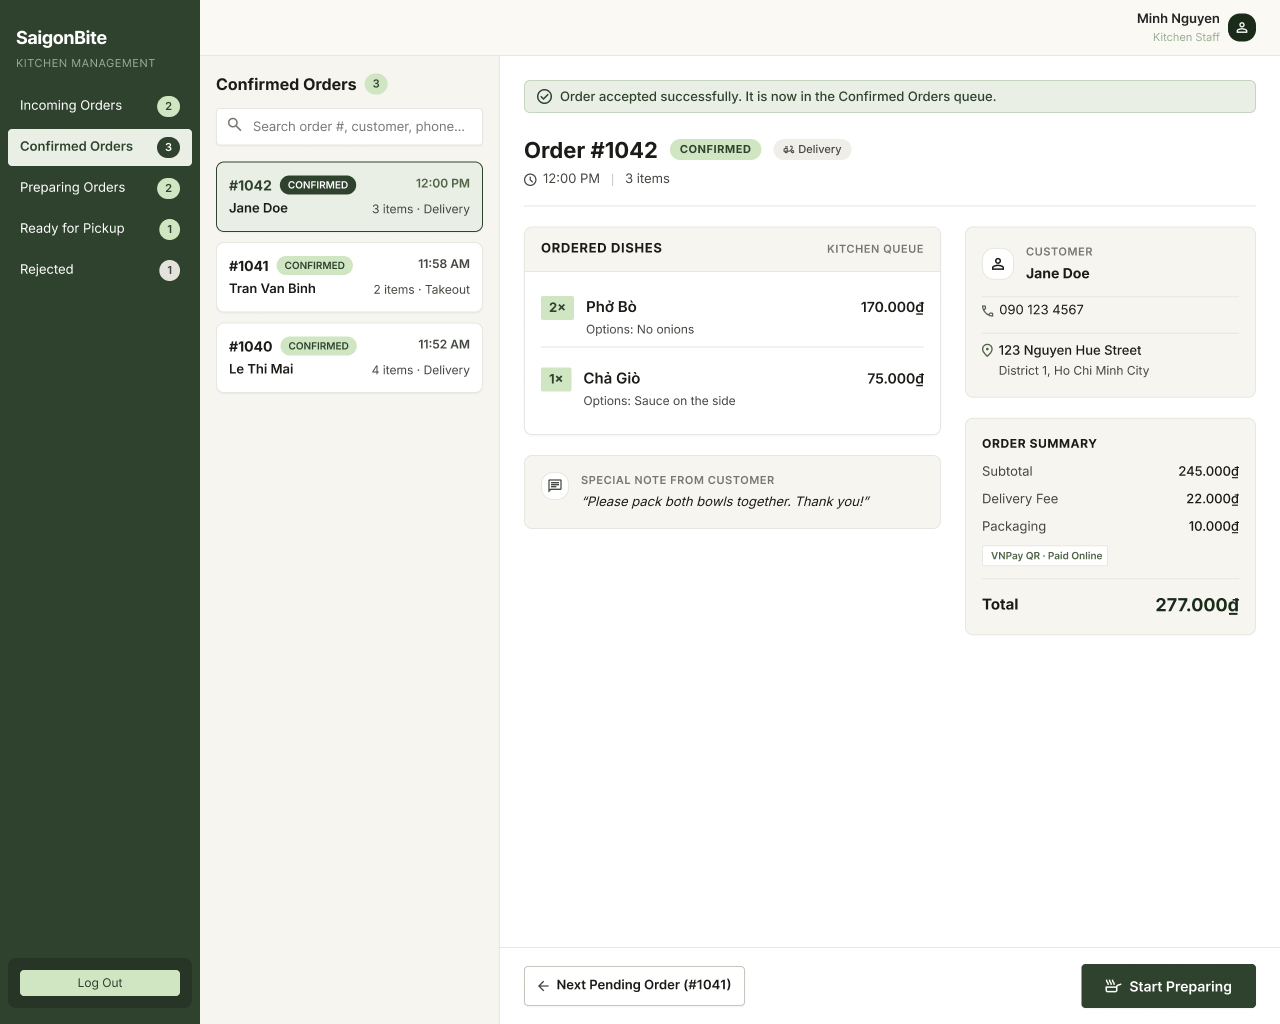 SaigonBite
KITCHEN MANAGEMENT
Incoming Orders 2
Confirmed Orders 3
Preparing Orders 2
Ready for Pickup 1
Rejected 1
Log Out
Minh Nguyen
Kitchen Staff
Confirmed Orders 3
Search order #, customer, phone...
#1042 CONFIRMED 12:00 PM
Jane Doe 3 items · Delivery
#1041 CONFIRMED 11:58 AM
Tran Van Binh 2 items · Takeout
#1040 CONFIRMED 11:52 AM
Le Thi Mai 4 items · Delivery
Order accepted successfully. It is now in the Confirmed Orders queue.
Order #1042 CONFIRMED Delivery
12:00 PM | 3 items
ORDERED DISHES KITCHEN QUEUE
2× Phở Bò 170.000₫
Options: No onions
1× Chả Giò 75.000₫
Options: Sauce on the side
SPECIAL NOTE FROM CUSTOMER
“Please pack both bowls together. Thank you!”
CUSTOMER
Jane Doe
090 123 4567
123 Nguyen Hue Street
District 1, Ho Chi Minh City
ORDER SUMMARY
Subtotal 245.000₫
Delivery Fee 22.000₫
Packaging 10.000₫
VNPay QR · Paid Online
Total 277.000₫
Next Pending Order (#1041)
Start Preparing